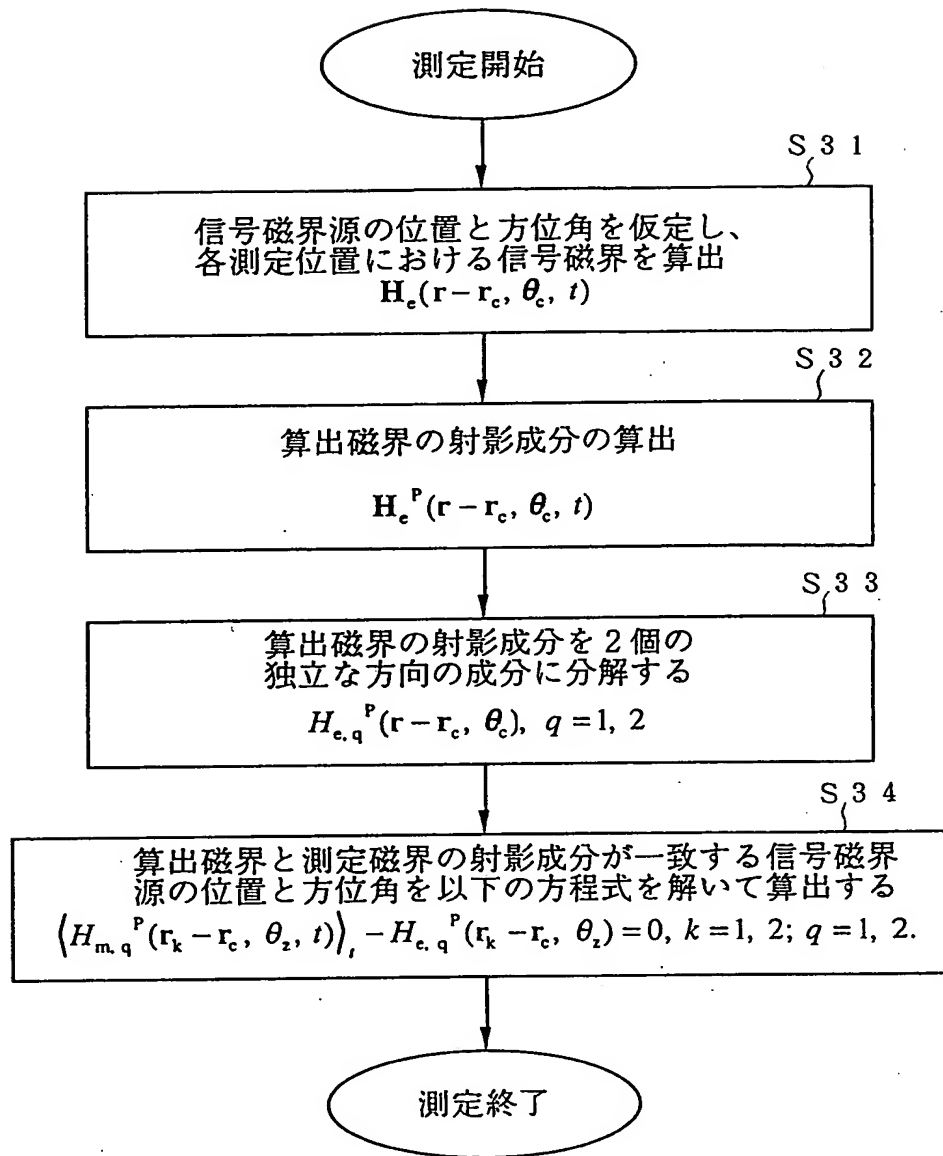 測定開始
S31
信号磁界源の位置と方位角を仮定し、
各測定位置における信号磁界を算出
H_e(r−r_c, θ_c, t)
S32
算出磁界の射影成分の算出
H_e^P(r−r_c, θ_c, t)
S33
算出磁界の射影成分を2個の
独立な方向の成分に分解する
H_{e,q}^P(r−r_c, θ_c), q=1, 2
S34
算出磁界と測定磁界の射影成分が一致する信号磁界
源の位置と方位角を以下の方程式を解いて算出する
⟨H_{m,q}^P(r_k−r_c, θ_z, t)⟩_t −H_{e,q}^P(r_k−r_c, θ_z)=0, k=1, 2; q=1, 2.
測定終了